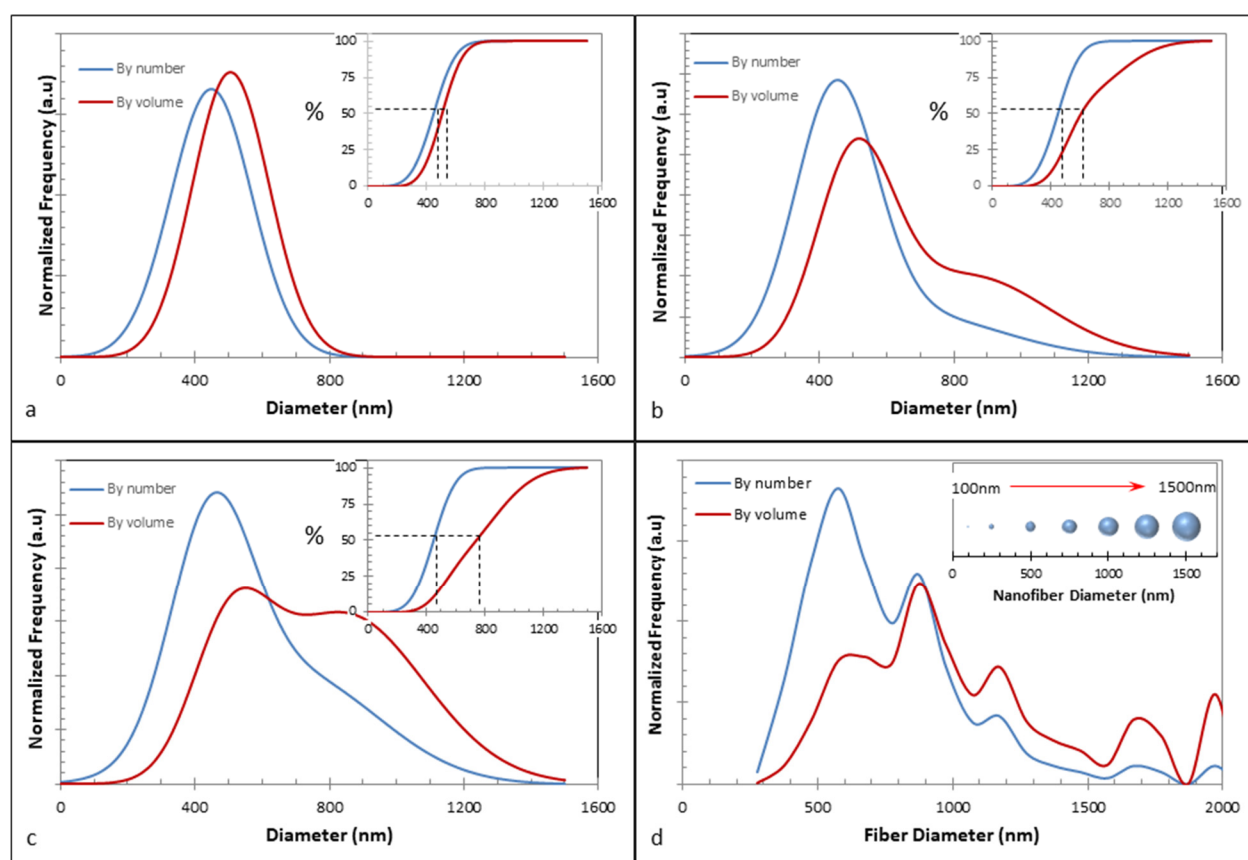 Normalized Frequency (a.u)
By number
By volume
%
100
75
50
25
0
0 400 800 1200 1600
0 400 800 1200 1600
Diameter (nm)
a
Normalized Frequency (a.u)
By number
By volume
%
100
75
50
25
0
0 400 800 1200 1600
0 400 800 1200 1600
Diameter (nm)
b
Normalized Frequency (a.u)
By number
By volume
%
100
75
50
25
0
0 400 800 1200 1600
0 400 800 1200 1600
Diameter (nm)
c
Normalized Frequency (a.u)
By number
By volume
100nm 1500nm
0 500 1000 1500
Nanofiber Diameter (nm)
0 500 1000 1500 2000
Fiber Diameter (nm)
d